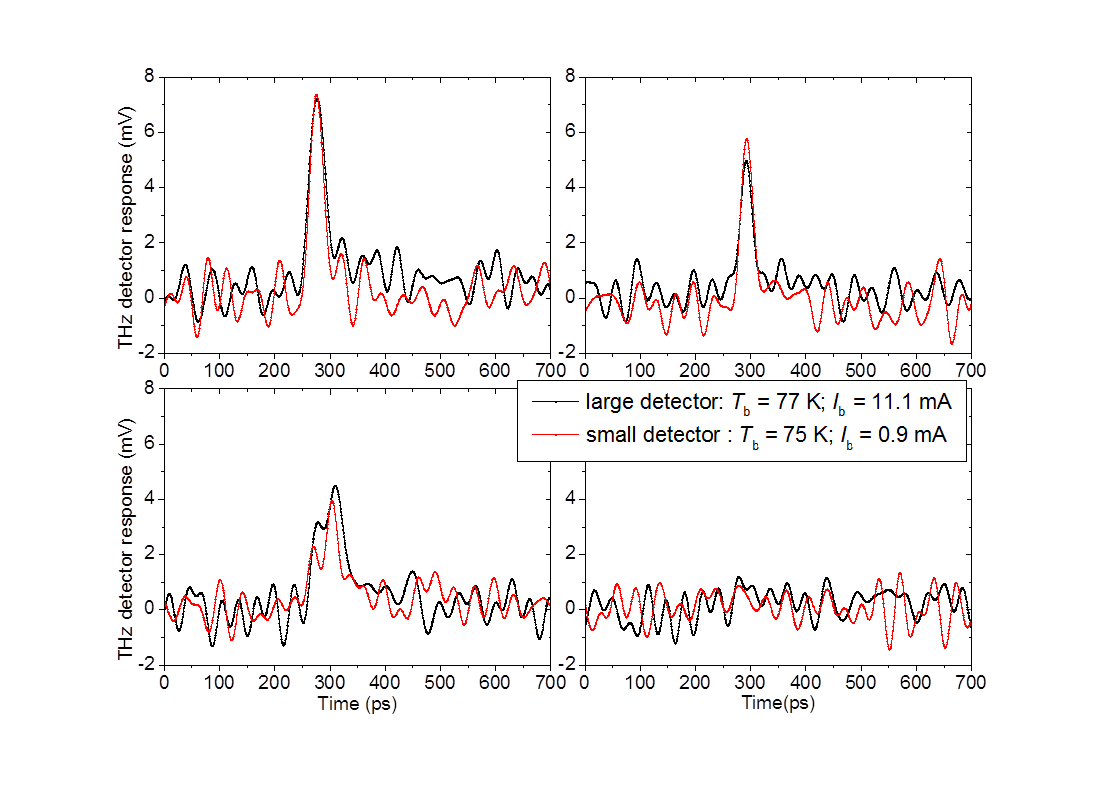 8 8
THz detector response (mV)
6 6
4 4
2 2
0 0
-2 -2
0 100 200 300 400 500 600 700 0 100 200 300 400 500 600 700
large detector: Tb = 77 K; Ib = 11.1 mA
small detector : Tb = 75 K; Ib = 0.9 mA
8
THz detector response (mV)
6
4 4
2 2
0 0
-2 -2
0 100 200 300 400 500 600 700 0 100 200 300 400 500 600 700
Time (ps) Time(ps)